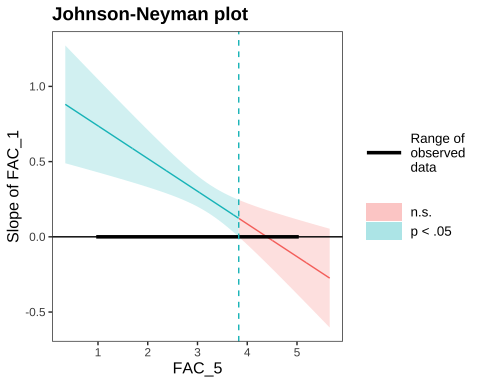 Johnson-Neyman plot
Slope of FAC_1
1.0
0.5
0.0
-0.5
1 2 3 4 5
FAC_5
Range of
observed
data
n.s.
p < .05